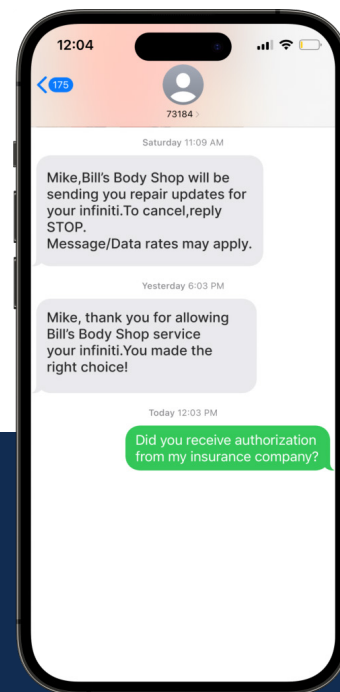 12:04
175
73184 >
Saturday 11:09 AM
Mike,Bill's Body Shop will be
sending you repair updates for
your infiniti.To cancel,reply
STOP.
Message/Data rates may apply.
Yesterday 6:03 PM
Mike, thank you for allowing
Bill's Body Shop service
your infiniti.You made the
right choice!
Today 12:03 PM
Did you receive authorization
from my insurance company?